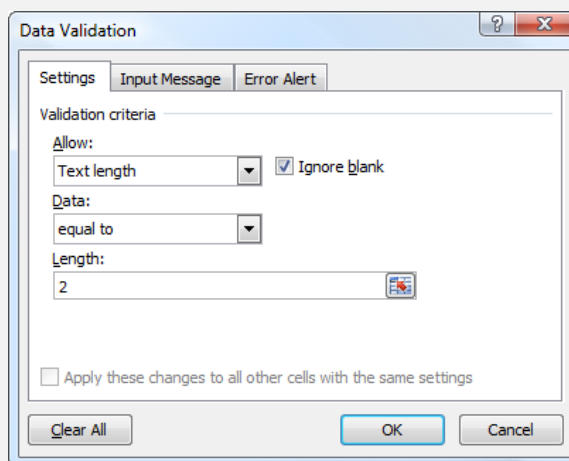 Data Validation
Settings Input Message Error Alert
Validation criteria
Allow:
Text length Ignore blank
Data:
equal to
Length:
2
Apply these changes to all other cells with the same settings
Clear All OK Cancel